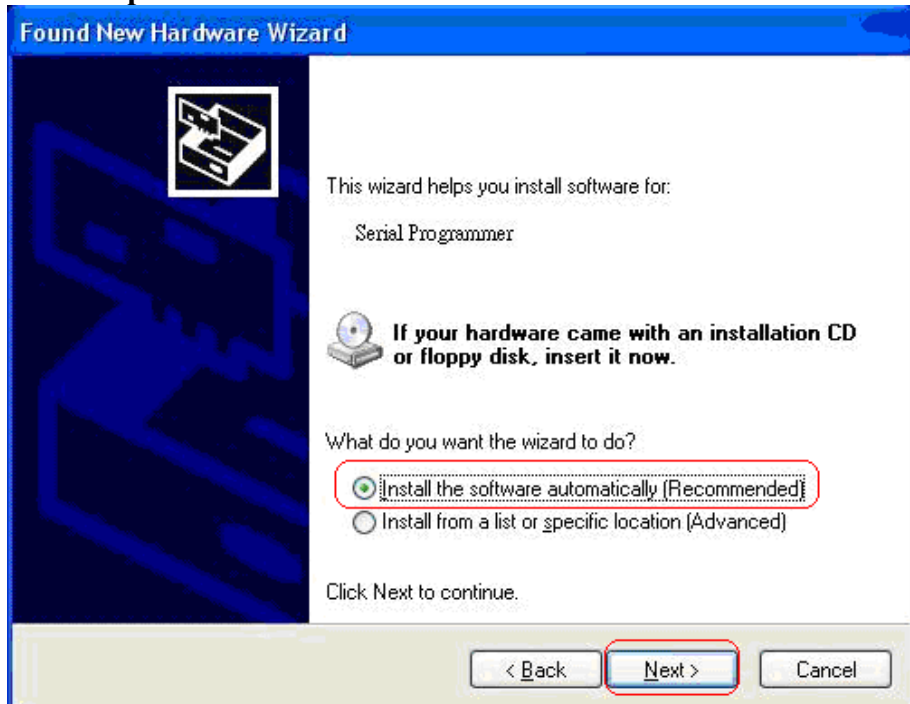 Found New Hardware Wizard
This wizard helps you install software for:
Serial Programmer
If your hardware came with an installation CD
or floppy disk, insert it now.
What do you want the wizard to do?
Install the software automatically (Recommended)
Install from a list or specific location (Advanced)
Click Next to continue.
< Back Next > Cancel